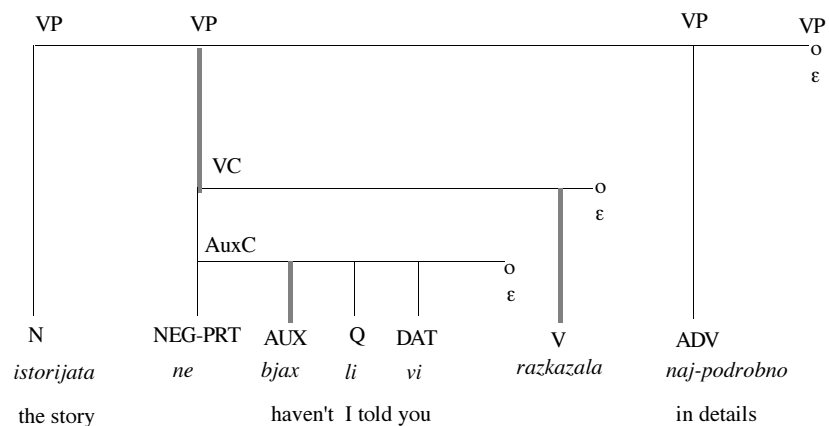 VP VP VP VP
o
ε
VC
o
ε
AuxC
o
ε
N NEG-PRT AUX Q DAT V ADV
istorijata ne bjax li vi razkazala naj-podrobno
the story haven't I told you in details